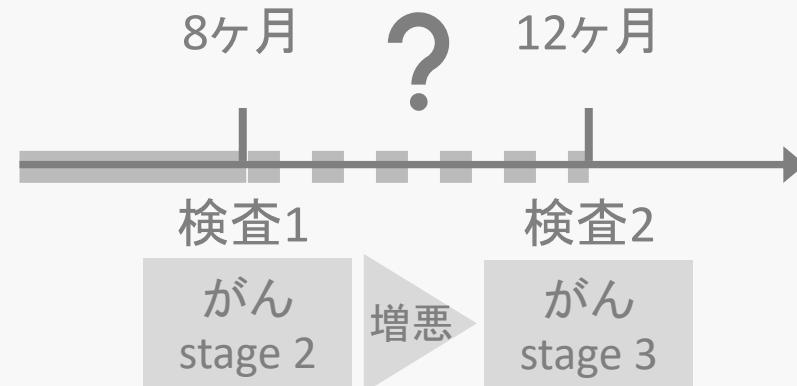 8ヶ月
?
12ヶ月
検査1
検査2
がん
stage 2
増悪
がん
stage 3